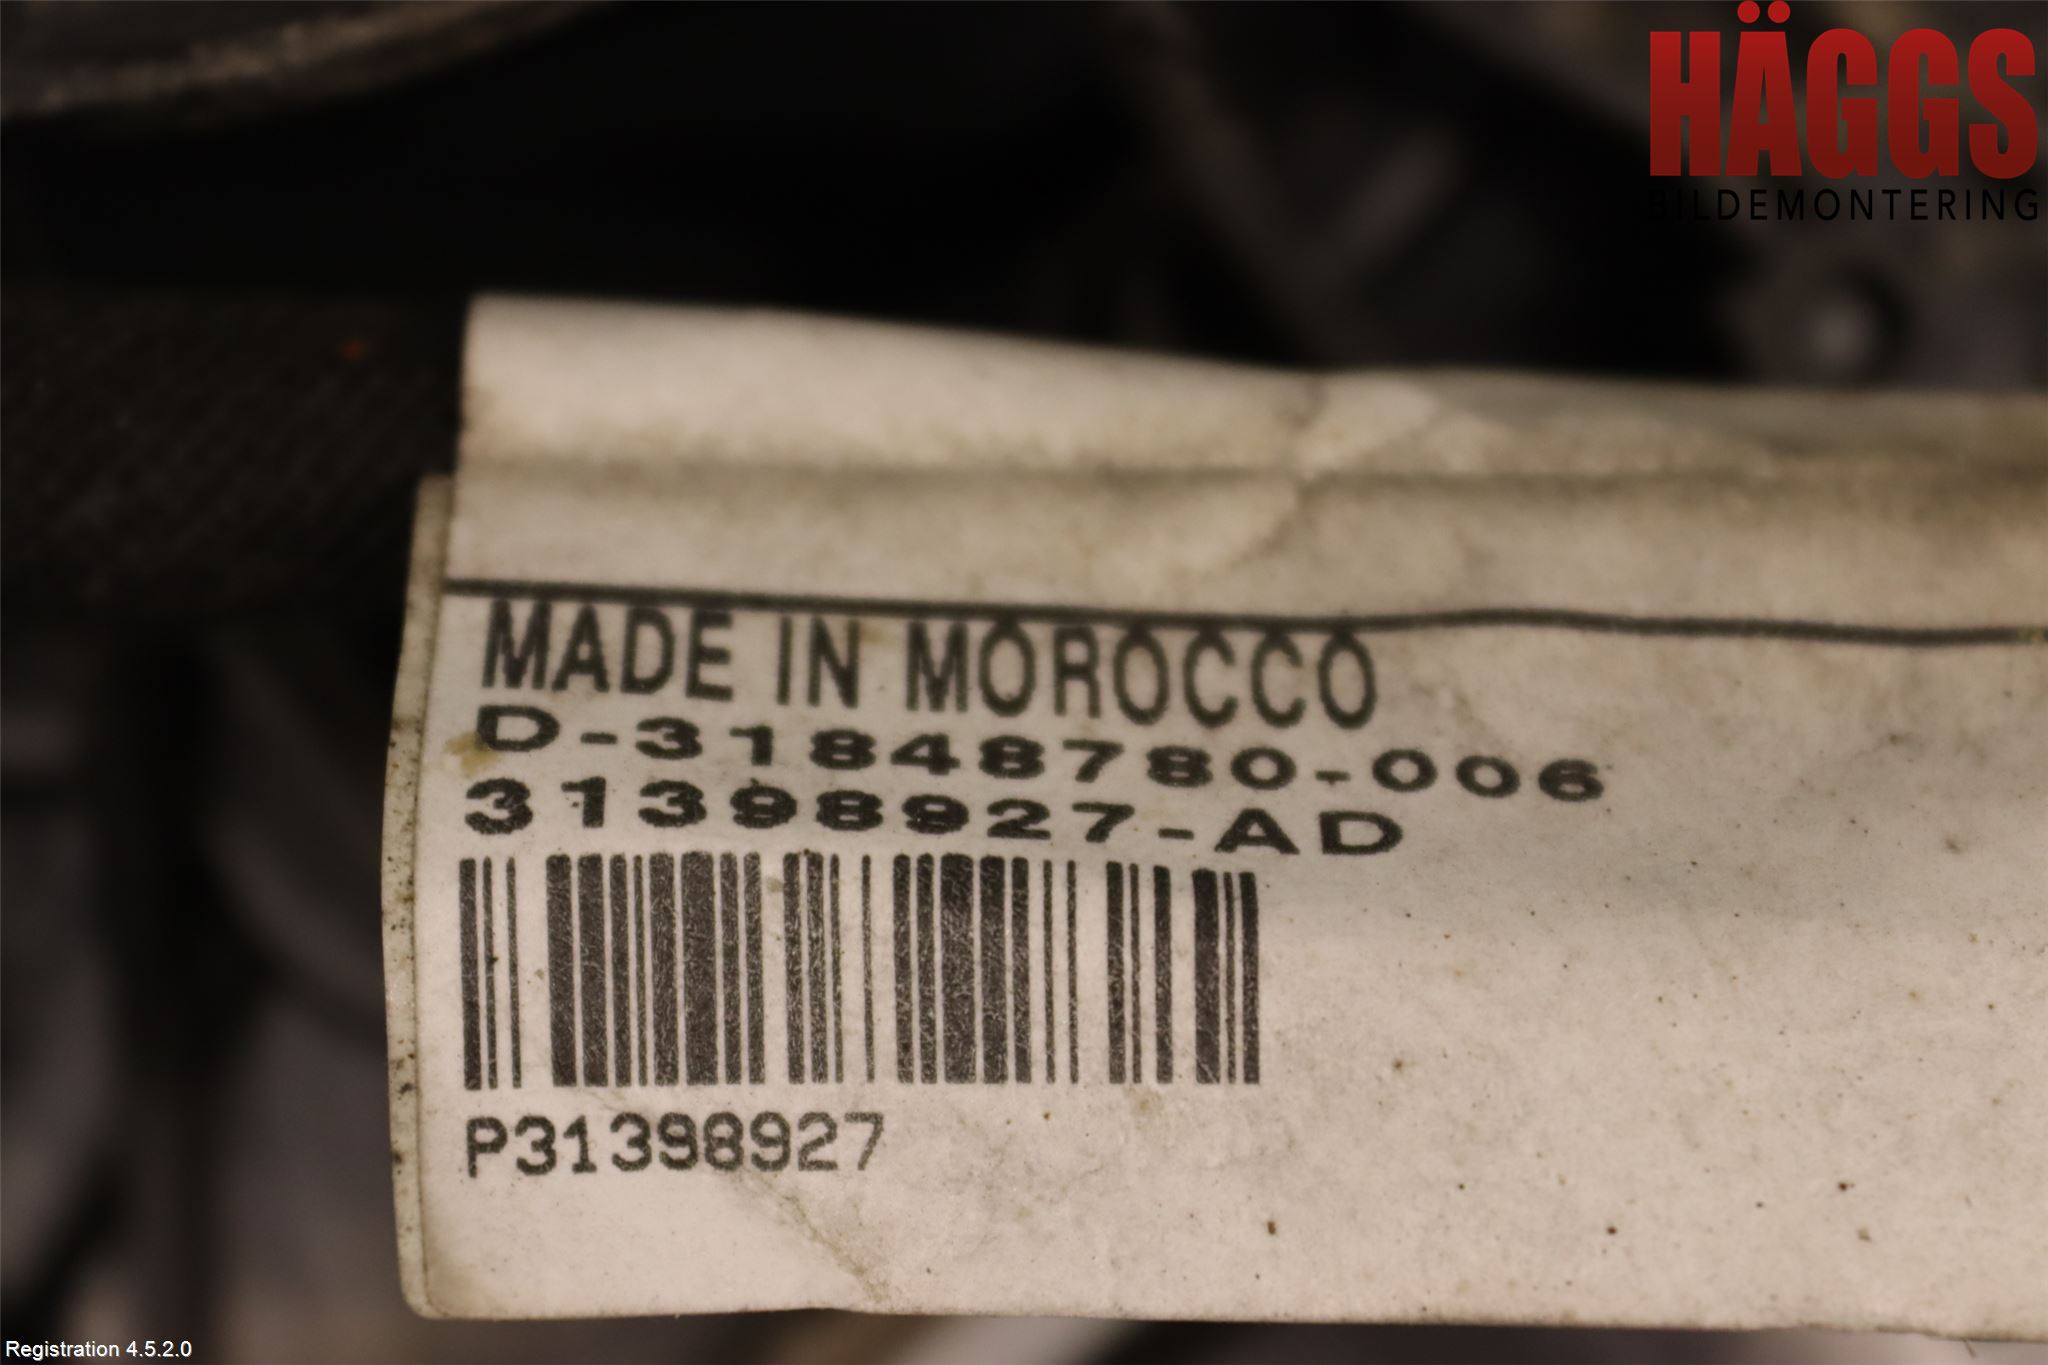 HÄGGS
BILDEMONTERING
MADE IN MOROCCO
D-31848780-006
31398927-AD
P31398927
Registration 4.5.2.0